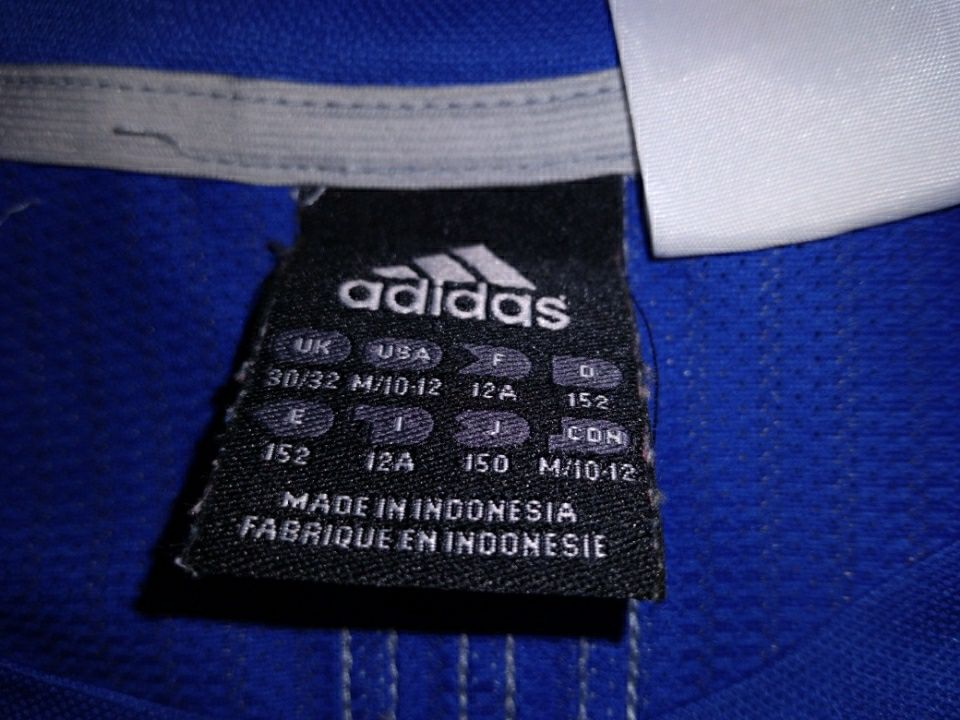 adidas
UK USA F D
30/32 M/10-12 12A 152
E I J CDN
152 12A 150 M/10-12
MADE IN INDONESIA
FABRIQUE EN INDONESIE